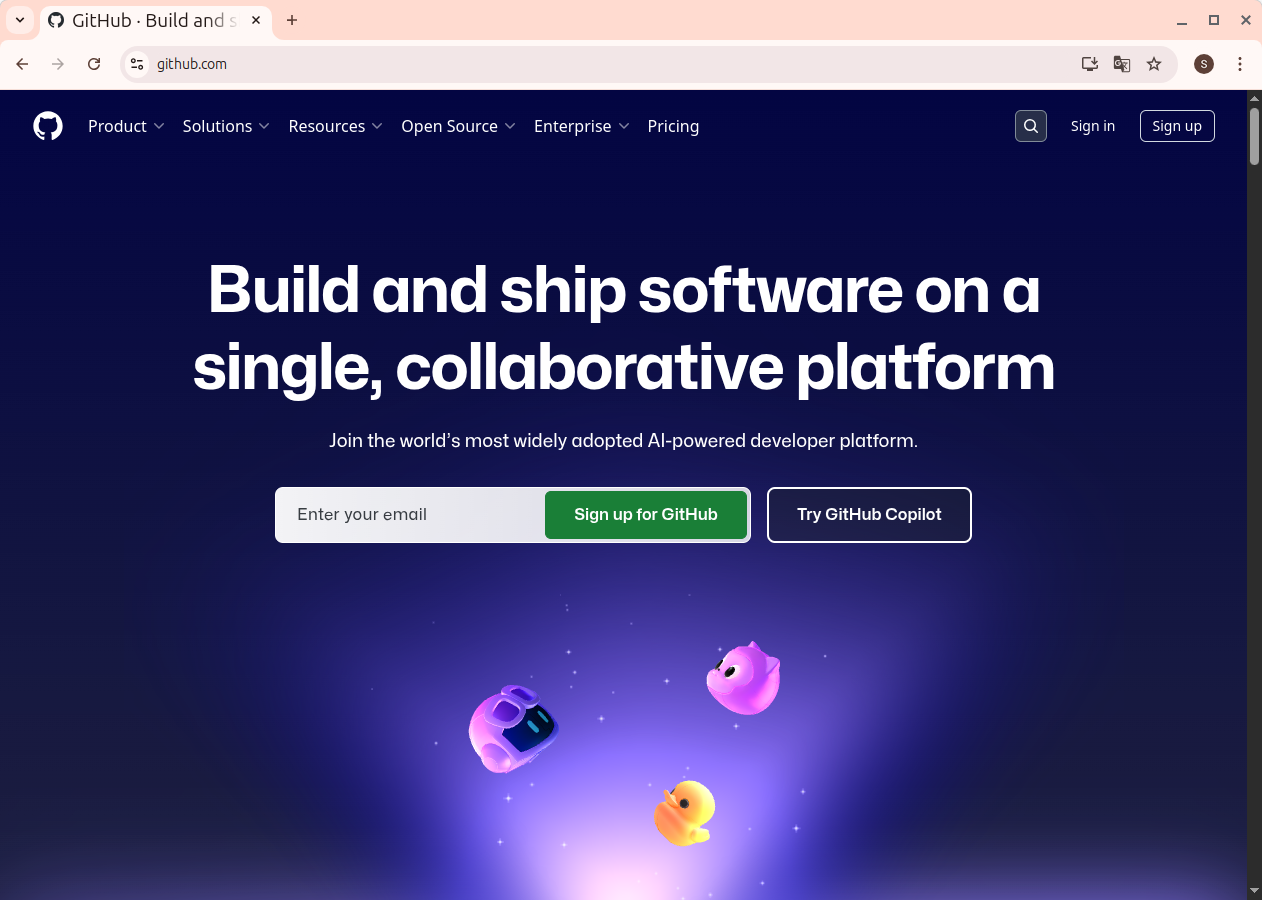 GitHub · Build and s
github.com
S
Product
Solutions
Resources
Open Source
Enterprise
Pricing
Sign in
Sign up
Build and ship software on a
single, collaborative platform
Join the world’s most widely adopted AI-powered developer platform.
Enter your email
Sign up for GitHub
Try GitHub Copilot